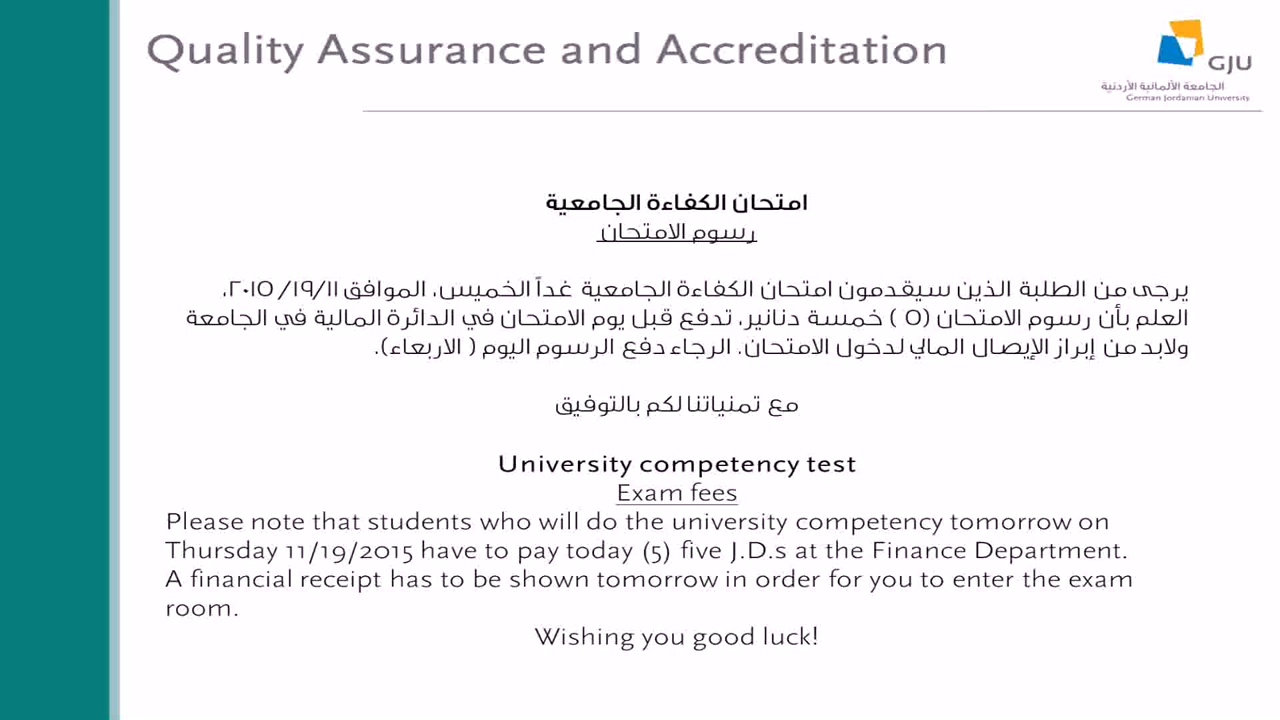 Quality Assurance and Accreditation
GJU
الجامعة الألمانية الأردنية
German Jordanian University
امتحان الكفاءة الجامعية
رسوم الامتحان
يرجى من الطلبة الذين سيقدمون امتحان الكفاءة الجامعية غداً الخميس، الموافق ١١/١٩/ ٢٠١٥،
العلم بأن رسوم الامتحان (٥ ) خمسة دنانير، تدفع قبل يوم الامتحان في الدائرة المالية في الجامعة
ولابد من إبراز الإيصال المالي لدخول الامتحان. الرجاء دفع الرسوم اليوم ( الاربعاء).
مع تمنياتنا لكم بالتوفيق
University competency test
Exam fees
Please note that students who will do the university competency tomorrow on
Thursday 11/19/2015 have to pay today (5) five J.D.s at the Finance Department.
A financial receipt has to be shown tomorrow in order for you to enter the exam
room.
Wishing you good luck!